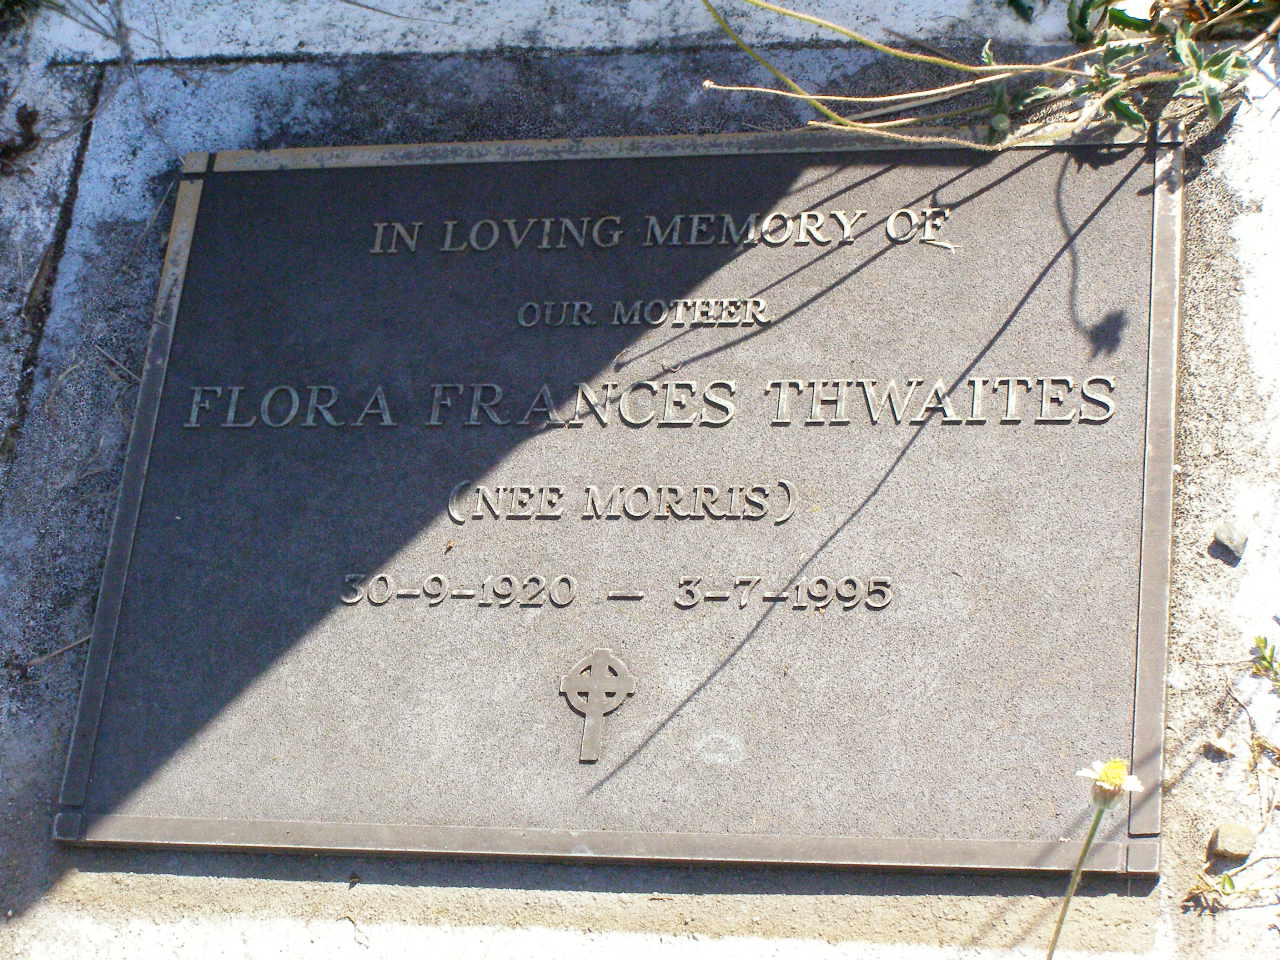 IN LOVING MEMORY OF
OUR MOTHER
FLORA FRANCES THWAITES
(NEE MORRIS)
30-9-1920 — 3-7-1995